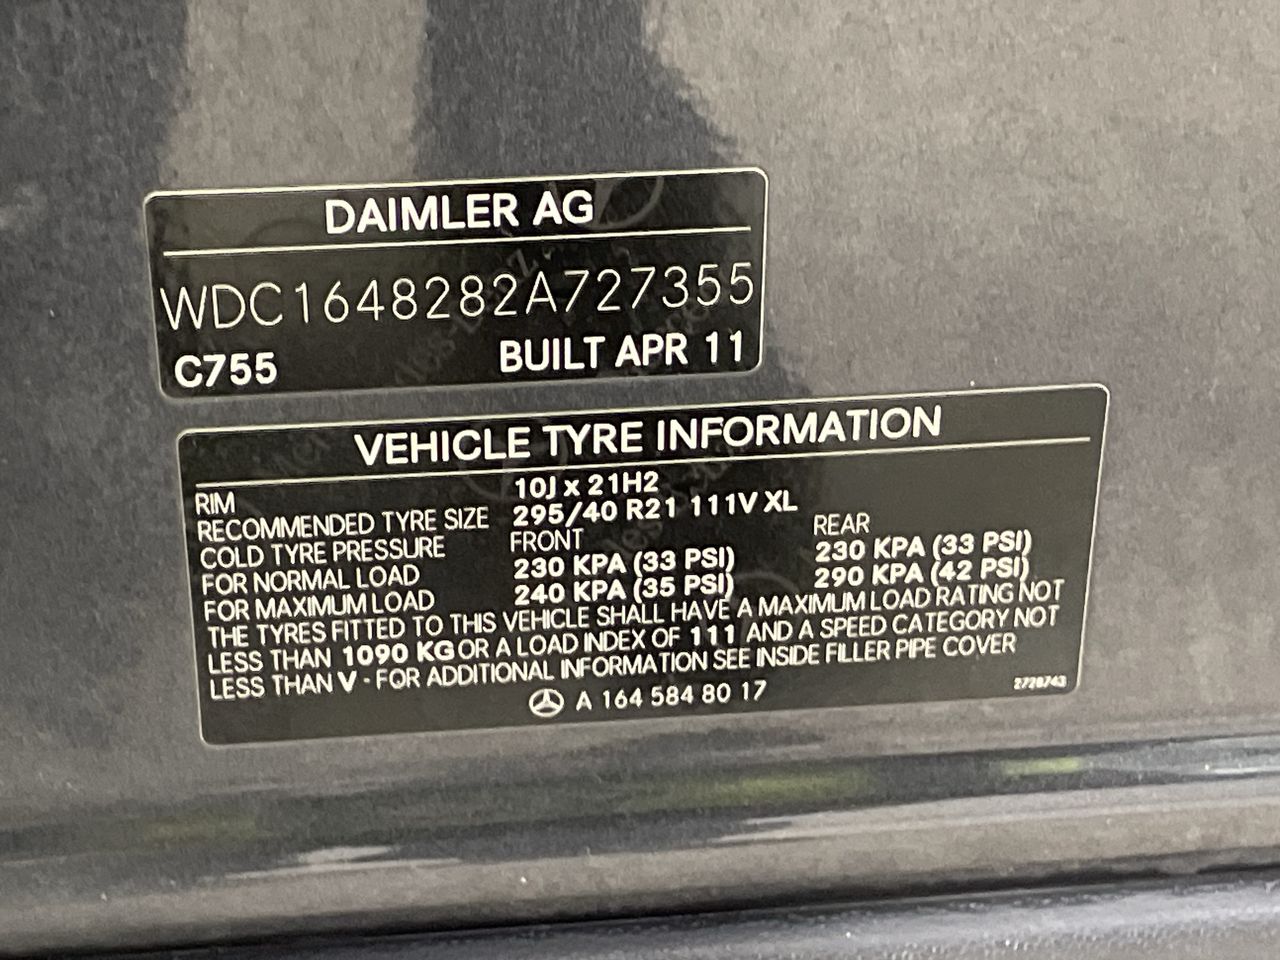 DAIMLER AG
WDC1648282A727355
C755 BUILT APR 11
VEHICLE TYRE INFORMATION
RIM 10J x 21H2
RECOMMENDED TYRE SIZE 295/40 R21 111V XL
COLD TYRE PRESSURE FRONT REAR
FOR NORMAL LOAD 230 KPA (33 PSI) 230 KPA (33 PSI)
FOR MAXIMUM LOAD 240 KPA (35 PSI) 290 KPA (42 PSI)
THE TYRES FITTED TO THIS VEHICLE SHALL HAVE A MAXIMUM LOAD RATING NOT
LESS THAN 1090 KG OR A LOAD INDEX OF 111 AND A SPEED CATEGORY NOT
LESS THAN V - FOR ADDITIONAL INFORMATION SEE INSIDE FILLER PIPE COVER
A 164 584 80 17 2728743